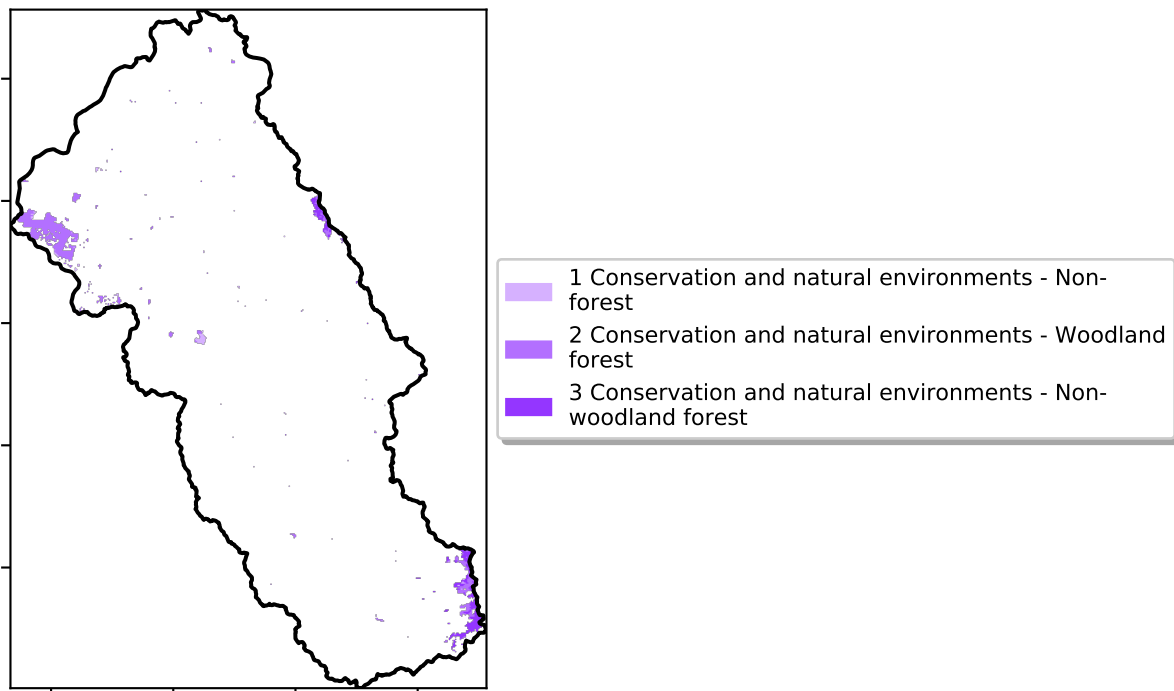 1 Conservation and natural environments - Non-
forest
2 Conservation and natural environments - Woodland
forest
3 Conservation and natural environments - Non-
woodland forest